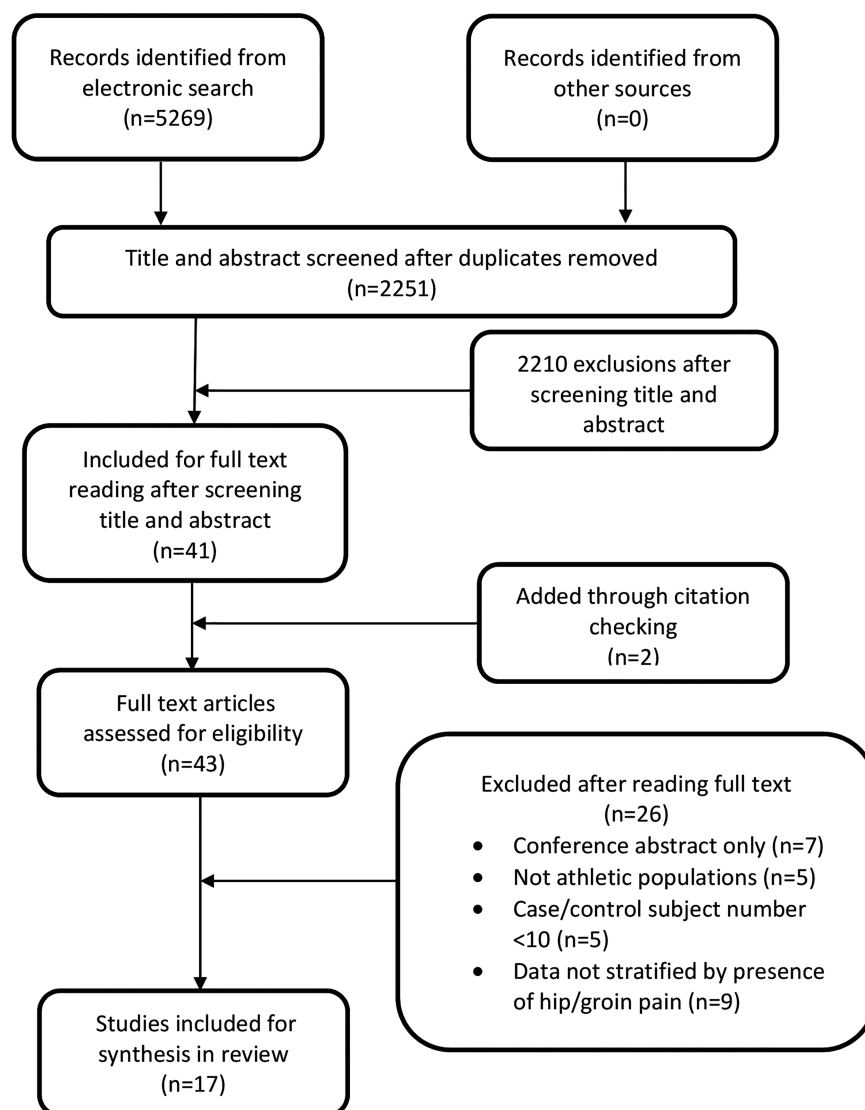 Records identified from
electronic search
(n=5269)
Records identified from
other sources
(n=0)
Title and abstract screened after duplicates removed
(n=2251)
2210 exclusions after
screening title and
abstract
Included for full text
reading after screening
title and abstract
(n=41)
Added through citation
checking
(n=2)
Full text articles
assessed for eligibility
(n=43)
Excluded after reading full text
(n=26)
• Conference abstract only (n=7)
• Not athletic populations (n=5)
• Case/control subject number
<10 (n=5)
• Data not stratified by presence
of hip/groin pain (n=9)
Studies included for
synthesis in review
(n=17)